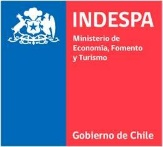 INDESPA
Ministerio de
Economía, Fomento
y Turismo
Gobierno de Chile